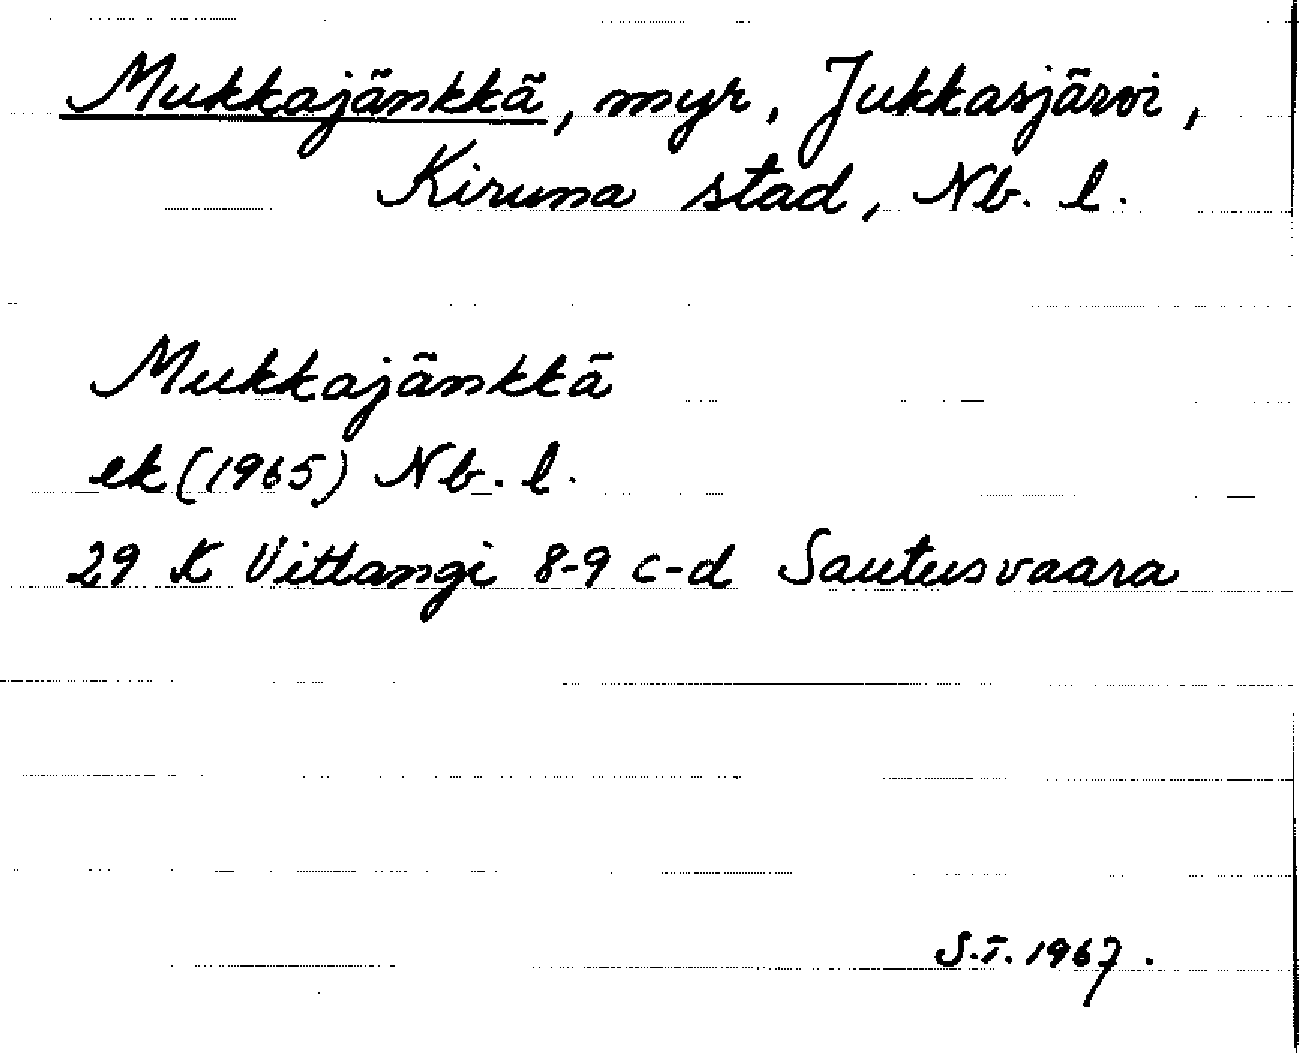 Mukkajänkkä, myr, Jukkasjärvi,
Kiruna stad, Nb. l.
Mukkajänkkä
ek (1965) Nb. l.
29 K Vittangi 8-9 c-d Sautusvaara
S.I. 1967.